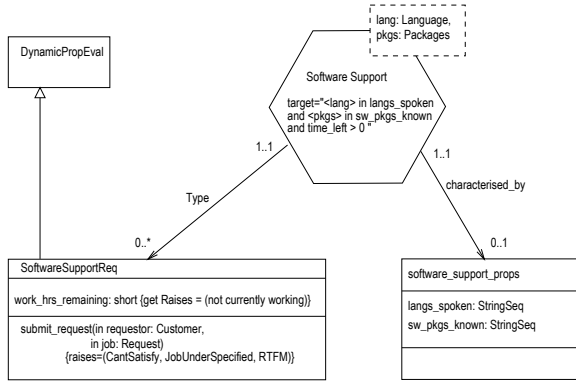 lang: Language,
pkgs: Packages
DynamicPropEval
Software Support
target="<lang> in langs_spoken
and <pkgs> in sw_pkgs_known
and time_left > 0 "
1..1
1..1
Type
characterised_by
0..*
0..1
SoftwareSupportReq
work_hrs_remaining: short {get Raises = (not currently working)}
submit_request(in requestor: Customer,
in job: Request)
{raises=(CantSatisfy, JobUnderSpecified, RTFM)}
software_support_props
langs_spoken: StringSeq
sw_pkgs_known: StringSeq